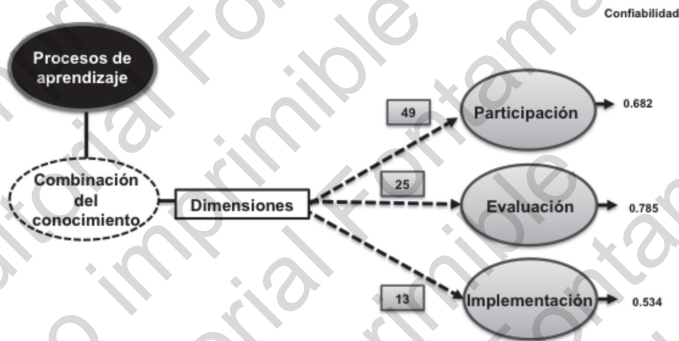 Confiabilidad
Procesos de
aprendizaje
49
Participación
0.682
Combinación
del
conocimiento
Dimensiones
25
Evaluación
0.785
13
Implementación
0.534